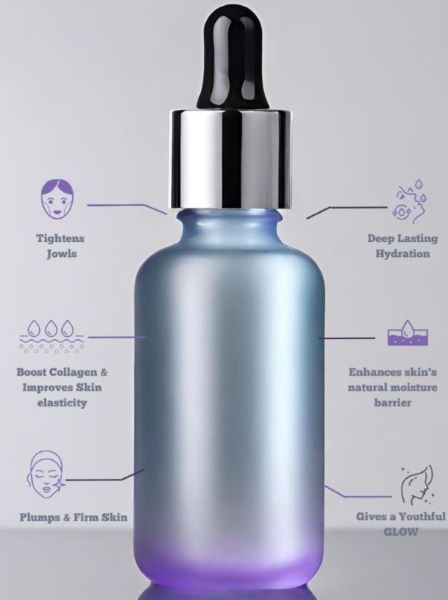 Tightens
Jowls
Deep Lasting
Hydration
Boost Collagen &
Improves Skin
elasticity
Enhances skin's
natural moisture
barrier
Plumps & Firm Skin
Gives a Youthful
GLOW